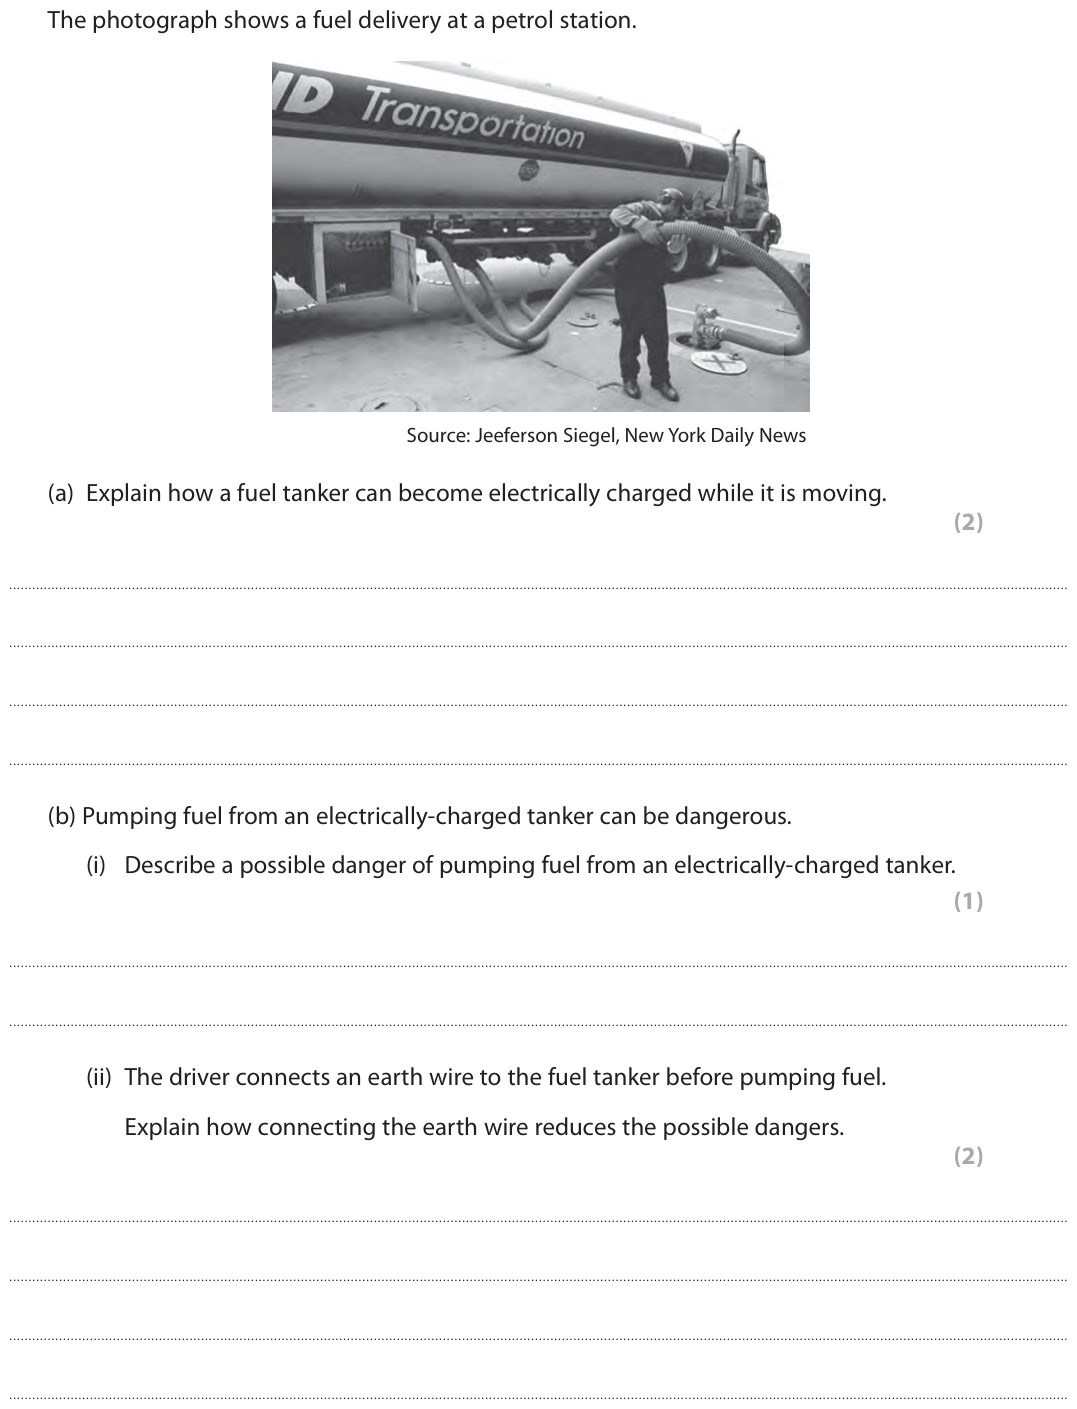 The photograph shows a fuel delivery at a petrol station.
ND Transportation
Source: Jeeferson Siegel, New York Daily News
(a) Explain how a fuel tanker can become electrically charged while it is moving.
(2)
(b) Pumping fuel from an electrically-charged tanker can be dangerous.
(i) Describe a possible danger of pumping fuel from an electrically-charged tanker.
(1)
(ii) The driver connects an earth wire to the fuel tanker before pumping fuel.
Explain how connecting the earth wire reduces the possible dangers.
(2)